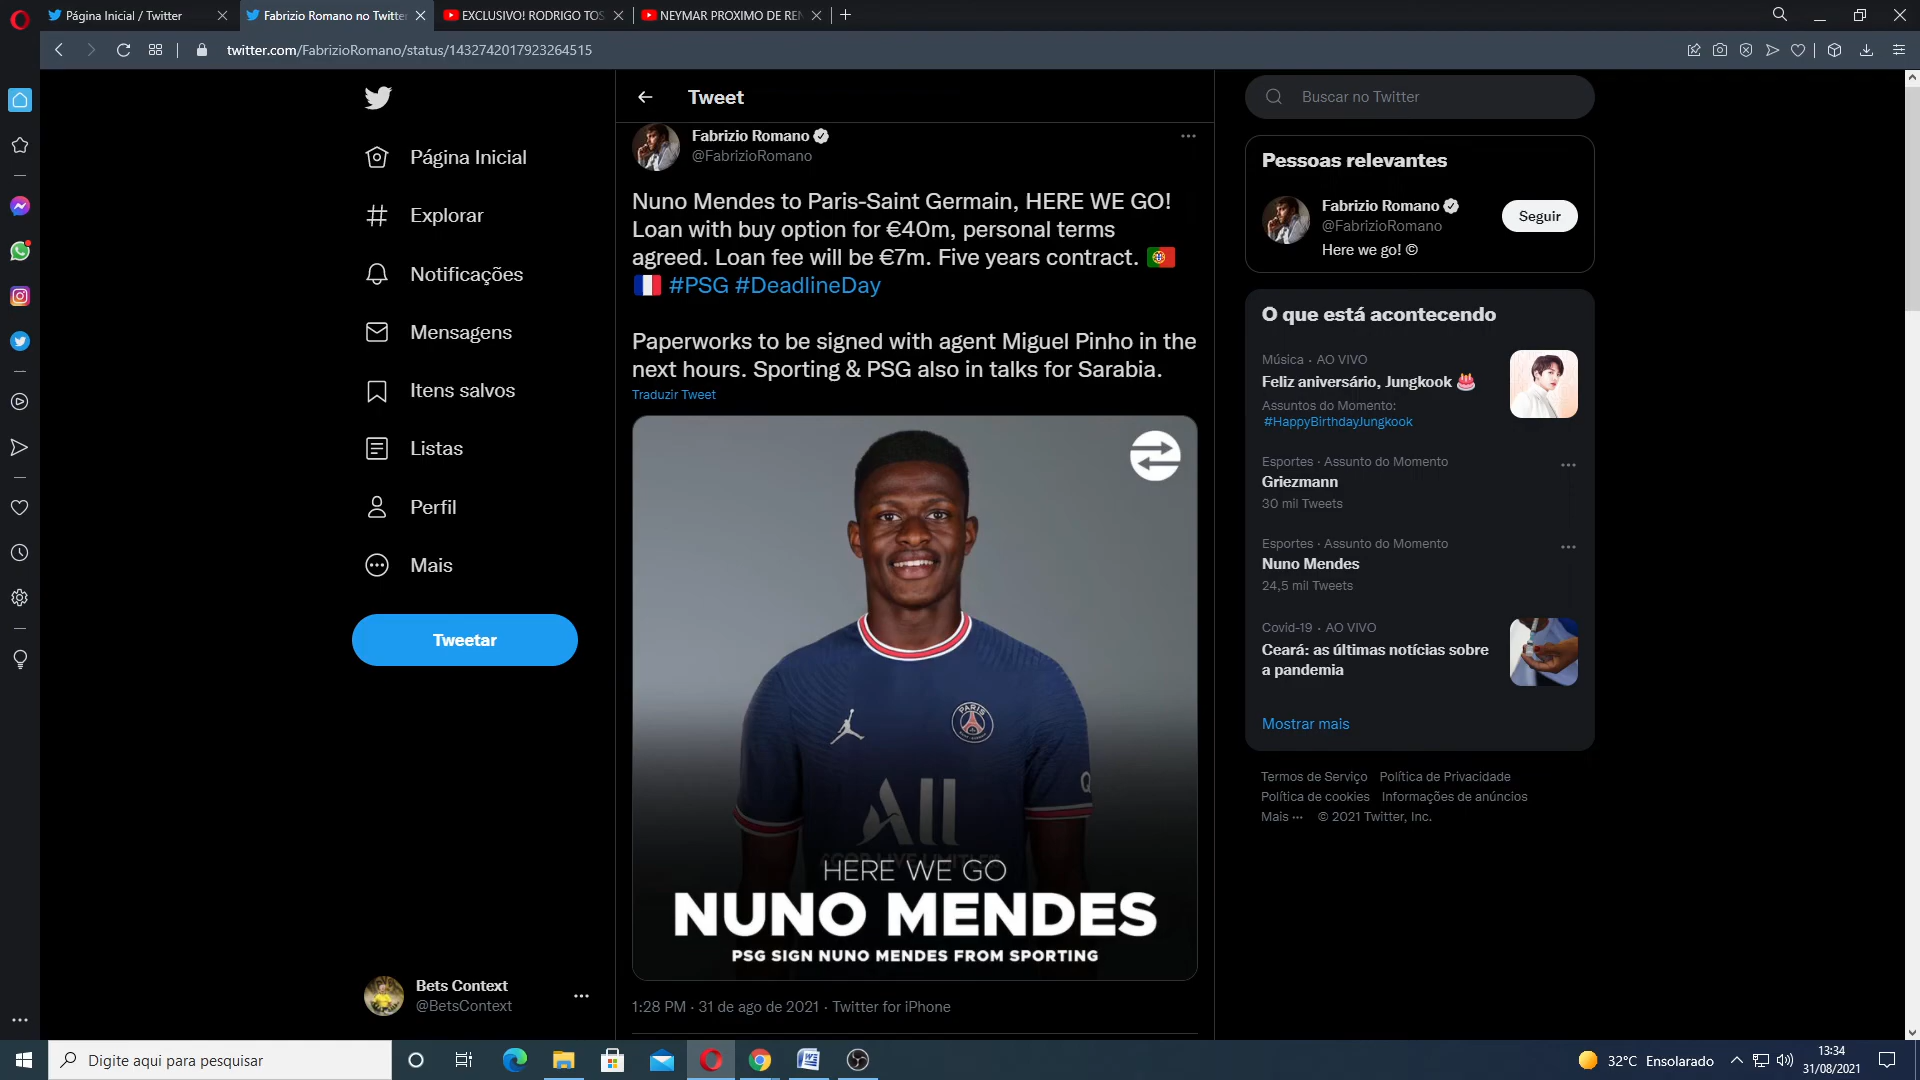 Página Inicial / Twitter
Fabrizio Romano no Twitte
EXCLUSIVO! RODRIGO TOS
NEYMAR PROXIMO DE REN
twitter.com/FabrizioRomano/status/1432742017923264515
Página Inicial
Explorar
Notificações
Mensagens
Itens salvos
Listas
Perfil
Mais
Tweetar
Bets Context
@BetsContext
Tweet
Fabrizio Romano
@FabrizioRomano
Nuno Mendes to Paris-Saint Germain, HERE WE GO!
Loan with buy option for €40m, personal terms
agreed. Loan fee will be €7m. Five years contract. 🇵🇹
🇫🇷 #PSG #DeadlineDay
Paperworks to be signed with agent Miguel Pinho in the
next hours. Sporting & PSG also in talks for Sarabia.
Traduzir Tweet
PARIS
ALL
HERE WE GO
NUNO MENDES
PSG SIGN NUNO MENDES FROM SPORTING
1:28 PM · 31 de ago de 2021 · Twitter for iPhone
Buscar no Twitter
Pessoas relevantes
Fabrizio Romano
@FabrizioRomano
Here we go! ©
Seguir
O que está acontecendo
Música · AO VIVO
Feliz aniversário, Jungkook 🎂
Assuntos do Momento:
#HappyBirthdayJungkook
Esportes · Assunto do Momento
Griezmann
30 mil Tweets
Esportes · Assunto do Momento
Nuno Mendes
24,5 mil Tweets
Covid-19 · AO VIVO
Ceará: as últimas notícias sobre
a pandemia
Mostrar mais
Termos de Serviço Política de Privacidade
Política de cookies Informações de anúncios
Mais ··· © 2021 Twitter, Inc.
Digite aqui para pesquisar
32°C Ensolarado
13:34
31/08/2021